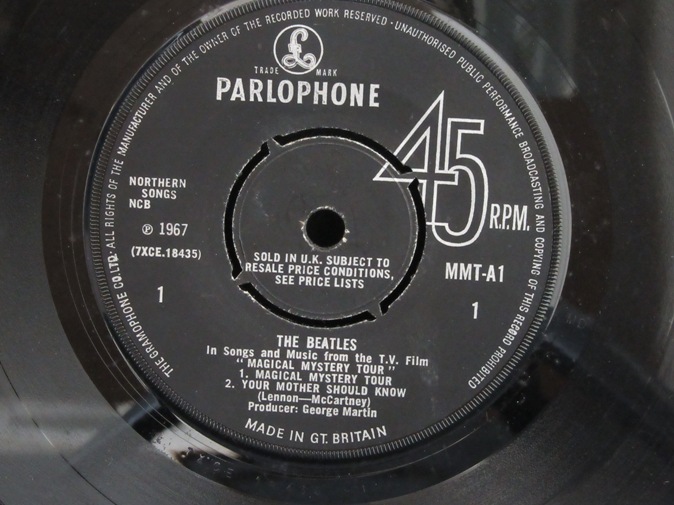 THE GRAMOPHONE CO. LTD. · ALL RIGHTS OF THE MANUFACTURER AND OF THE OWNER OF THE RECORDED WORK RESERVED · UNAUTHORISED PUBLIC PERFORMANCE BROADCASTING AND COPYING OF THIS RECORD PROHIBITED
£
TRADE MARK
PARLOPHONE
45
R.P.M.
NORTHERN
SONGS
NCB
℗ 1967
(7XCE.18435)
1
SOLD IN U.K. SUBJECT TO
RESALE PRICE CONDITIONS,
SEE PRICE LISTS
MMT-A1
1
THE BEATLES
In Songs and Music from the T.V. Film
"MAGICAL MYSTERY TOUR"
1. MAGICAL MYSTERY TOUR
2. YOUR MOTHER SHOULD KNOW
(Lennon—McCartney)
Producer: George Martin
MADE IN GT. BRITAIN